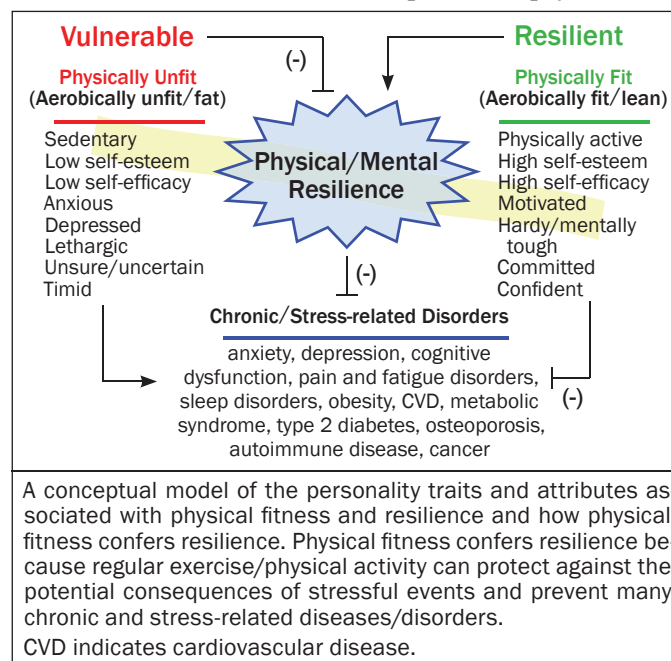 Vulnerable
(-)
Resilient
Physically Unfit
(Aerobically unfit/fat)
Physically Fit
(Aerobically fit/lean)
Sedentary
Low self-esteem
Low self-efficacy
Anxious
Depressed
Lethargic
Unsure/uncertain
Timid
Physical/Mental
Resilience
Physically active
High self-esteem
High self-efficacy
Motivated
Hardy/mentally
tough
Committed
Confident
(-)
Chronic/Stress-related Disorders
anxiety, depression, cognitive
dysfunction, pain and fatigue disorders,
sleep disorders, obesity, CVD, metabolic
syndrome, type 2 diabetes, osteoporosis,
autoimmune disease, cancer
(-)
A conceptual model of the personality traits and attributes as-
sociated with physical fitness and resilience and how physical
fitness confers resilience. Physical fitness confers resilience be-
cause regular exercise/physical activity can protect against the
potential consequences of stressful events and prevent many
chronic and stress-related diseases/disorders.
CVD indicates cardiovascular disease.